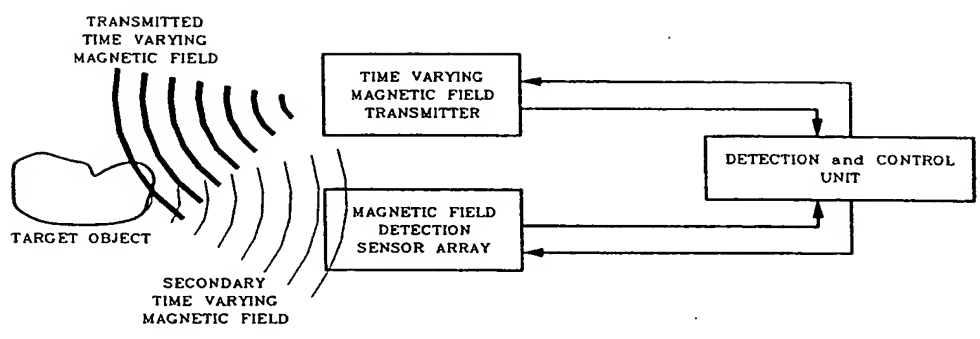 TRANSMITTED
TIME VARYING
MAGNETIC FIELD
TIME VARYING
MAGNETIC FIELD
TRANSMITTER
DETECTION and CONTROL
UNIT
TARGET OBJECT
MAGNETIC FIELD
DETECTION
SENSOR ARRAY
SECONDARY
TIME VARYING
MAGNETIC FIELD